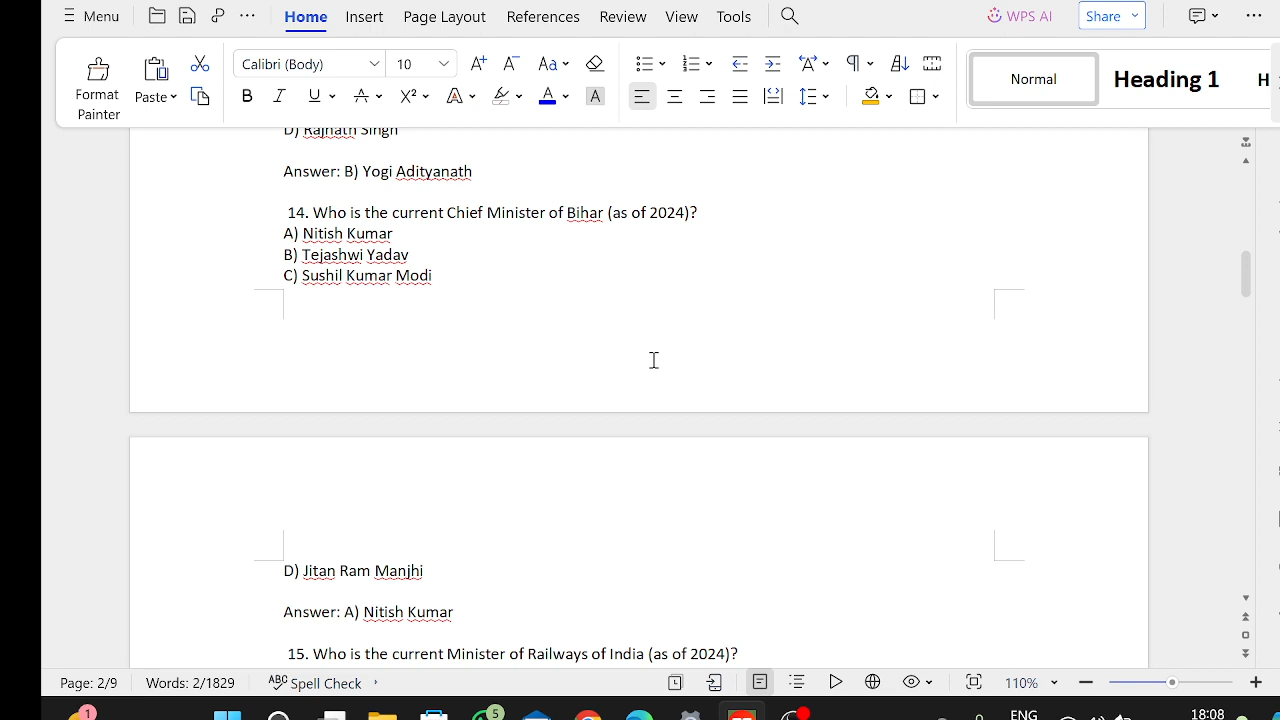 Menu Home Insert Page Layout References Review View Tools WPS AI Share
Format Painter
Paste
Calibri (Body) 10
Normal Heading 1 H
D) Rajnath Singh
Answer: B) Yogi Adityanath
14. Who is the current Chief Minister of Bihar (as of 2024)?
A) Nitish Kumar
B) Tejashwi Yadav
C) Sushil Kumar Modi
D) Jitan Ram Manjhi
Answer: A) Nitish Kumar
15. Who is the current Minister of Railways of India (as of 2024)?
Page: 2/9 Words: 2/1829 Spell Check 110%
1 5 ENG 18:08